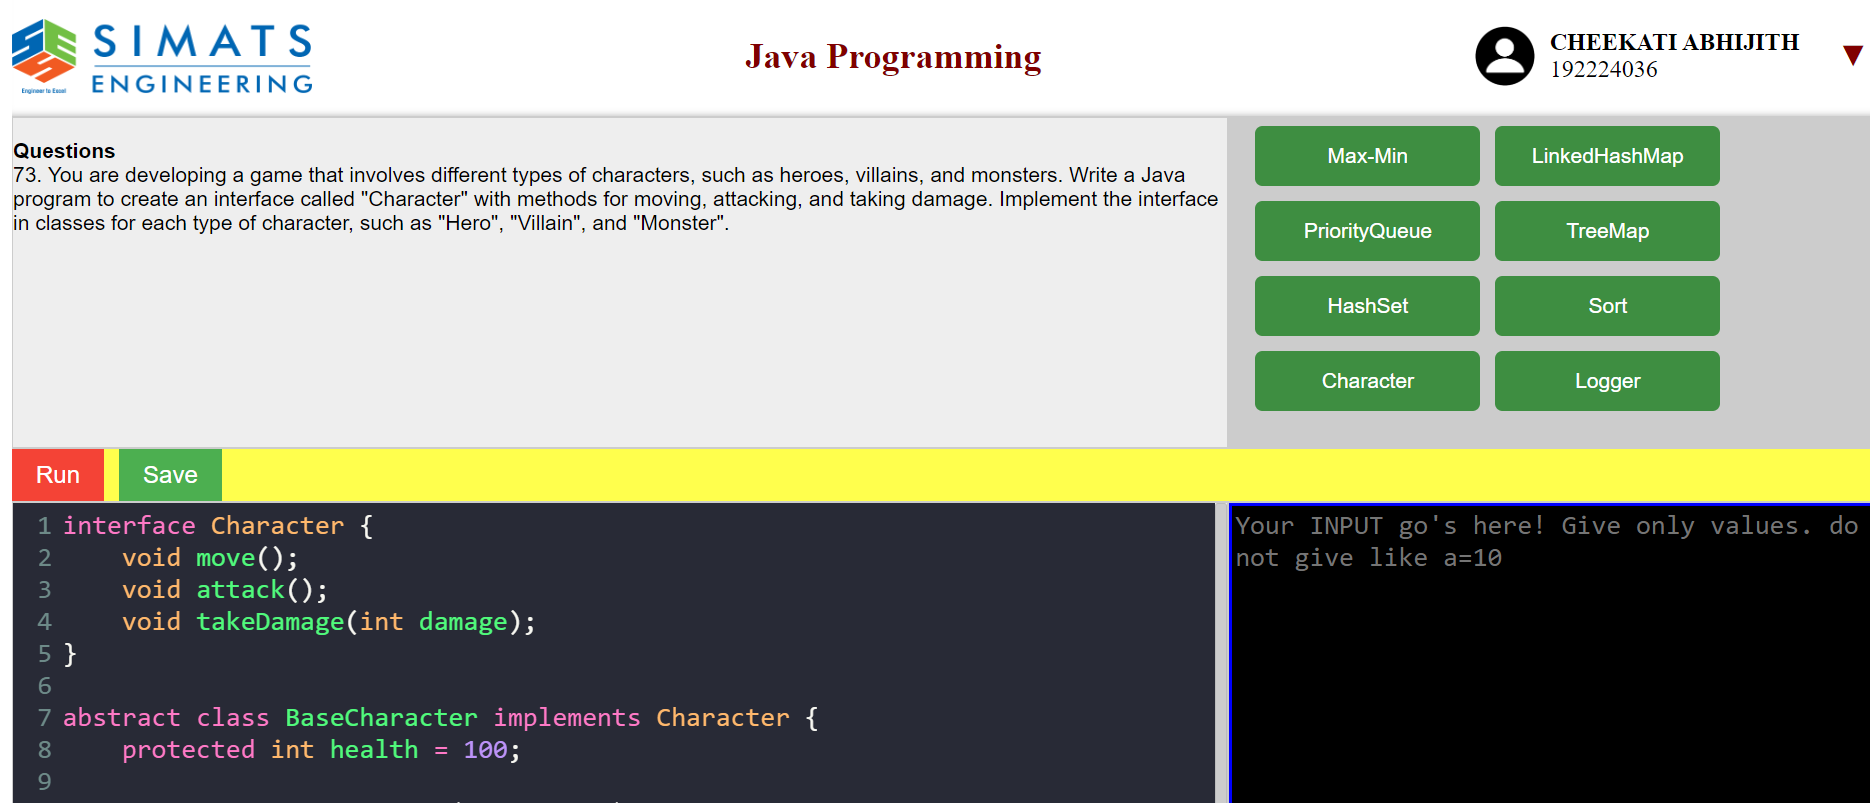 SIMATS
ENGINEERING
Engineer to Excel
Java Programming
CHEEKATI ABHIJITH
192224036
▼
Questions
73. You are developing a game that involves different types of characters, such as heroes, villains, and monsters. Write a Java
program to create an interface called "Character" with methods for moving, attacking, and taking damage. Implement the interface
in classes for each type of character, such as "Hero", "Villain", and "Monster".
Max-Min
LinkedHashMap
PriorityQueue
TreeMap
HashSet
Sort
Character
Logger
Run
Save
1 interface Character {
2     void move();
3     void attack();
4     void takeDamage(int damage);
5 }
6
7 abstract class BaseCharacter implements Character {
8     protected int health = 100;
9
Your INPUT go's here! Give only values. do
not give like a=10